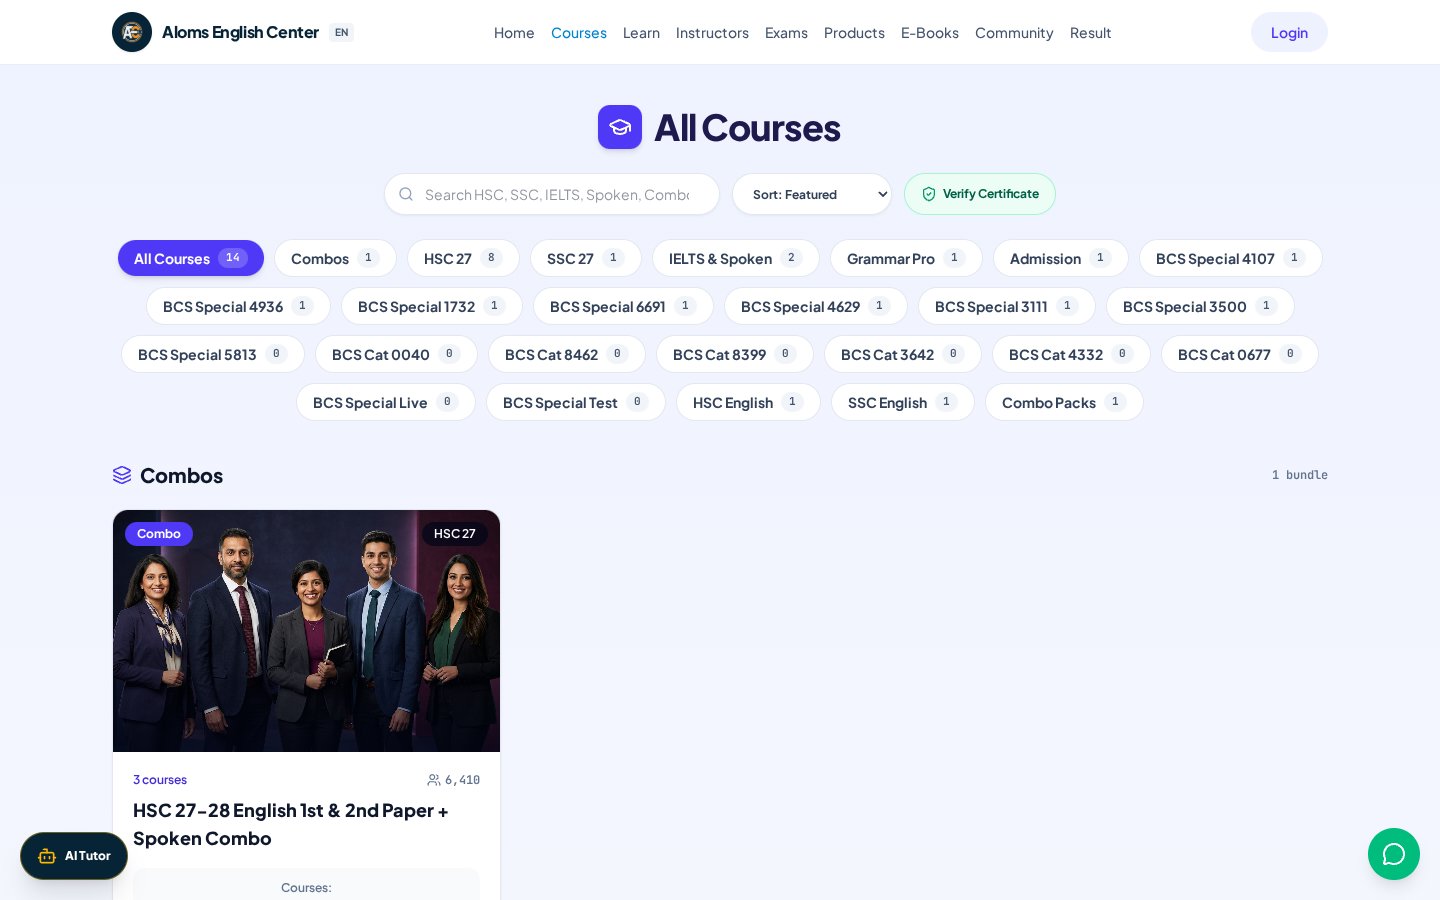 Aloms English Center EN
Home Courses Learn Instructors Exams Products E-Books Community Result
Login
All Courses
Search HSC, SSC, IELTS, Spoken, Combo
Sort: Featured
Verify Certificate
All Courses 14
Combos 1
HSC 27 8
SSC 27 1
IELTS & Spoken 2
Grammar Pro 1
Admission 1
BCS Special 4107 1
BCS Special 4936 1
BCS Special 1732 1
BCS Special 6691 1
BCS Special 4629 1
BCS Special 3111 1
BCS Special 3500 1
BCS Special 5813 0
BCS Cat 0040 0
BCS Cat 8462 0
BCS Cat 8399 0
BCS Cat 3642 0
BCS Cat 4332 0
BCS Cat 0677 0
BCS Special Live 0
BCS Special Test 0
HSC English 1
SSC English 1
Combo Packs 1
Combos
1 bundle
Combo
HSC 27
3 courses
6,410
HSC 27-28 English 1st & 2nd Paper +
Spoken Combo
Courses:
AI Tutor